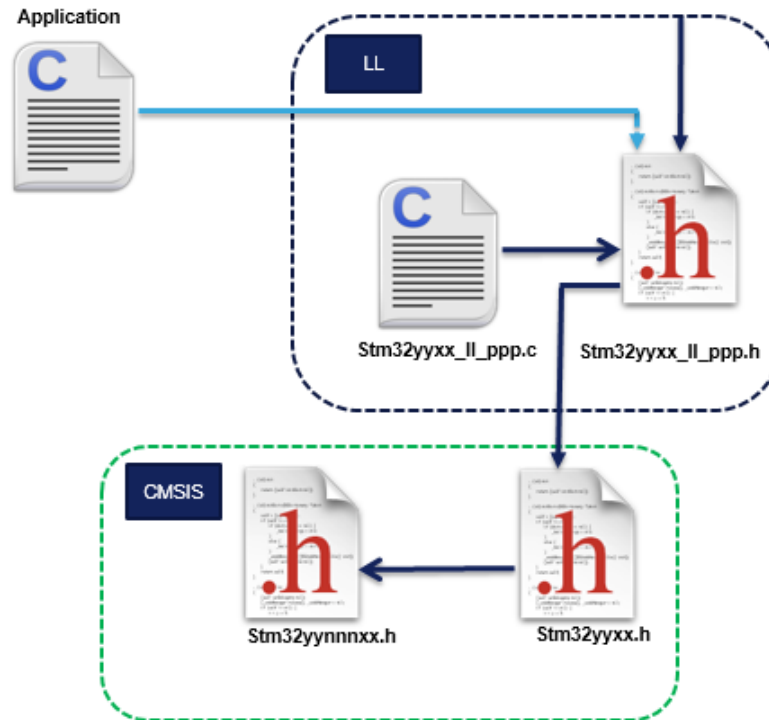 Application
C
LL
C
.h
Stm32yyxx_ll_ppp.c
Stm32yyxx_ll_ppp.h
CMSIS
.h
.h
Stm32yynnnxx.h
Stm32yyxx.h